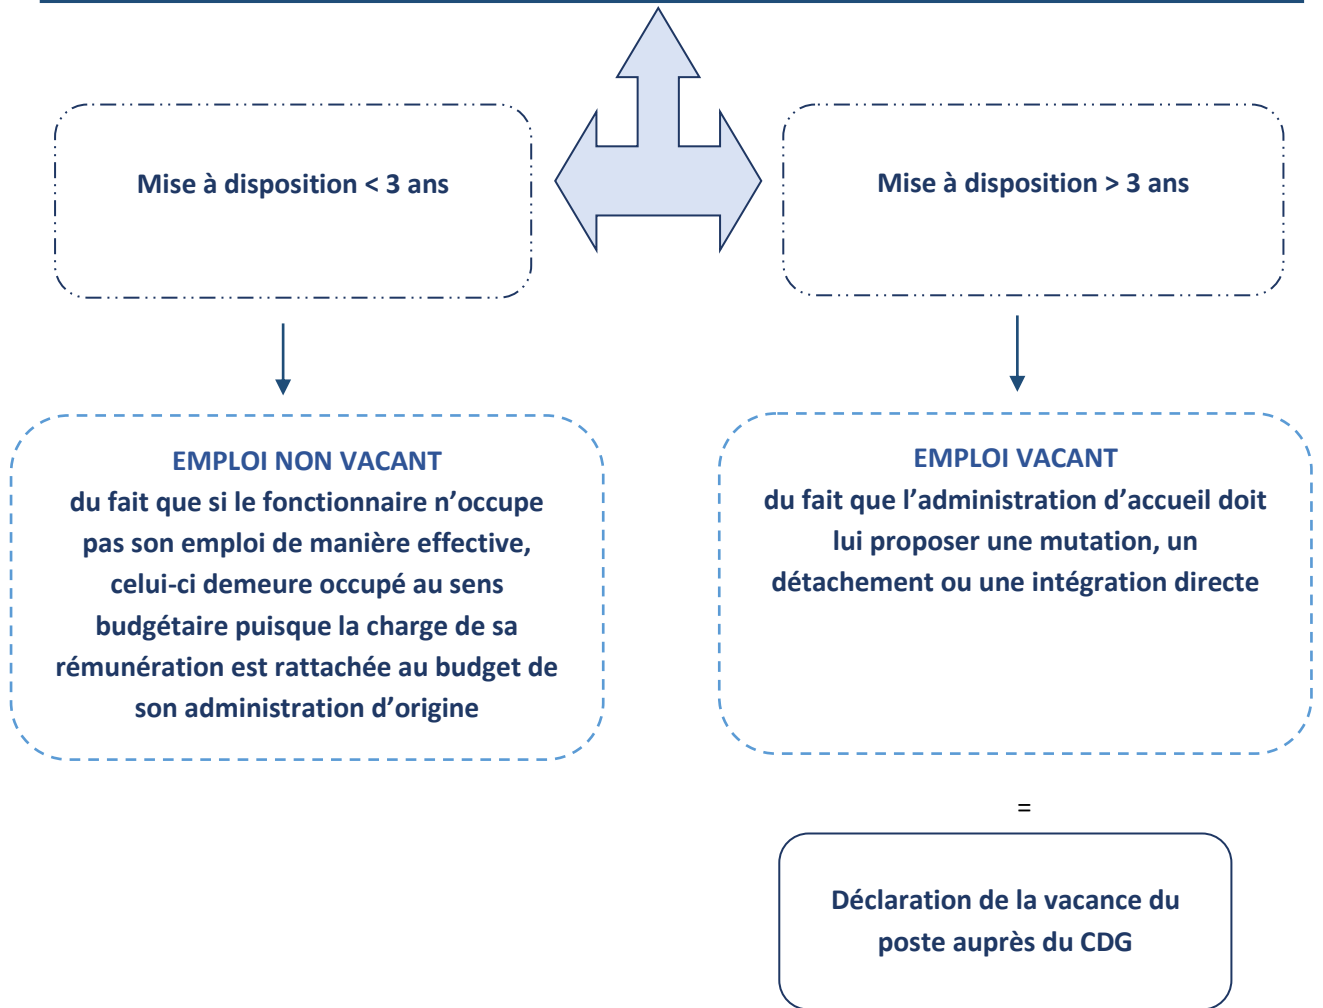 Mise à disposition < 3 ans
Mise à disposition > 3 ans
EMPLOI NON VACANT
du fait que si le fonctionnaire n’occupe
pas son emploi de manière effective,
celui-ci demeure occupé au sens
budgétaire puisque la charge de sa
rémunération est rattachée au budget de
son administration d’origine
EMPLOI VACANT
du fait que l’administration d’accueil doit
lui proposer une mutation, un
détachement ou une intégration directe
=
Déclaration de la vacance du
poste auprès du CDG